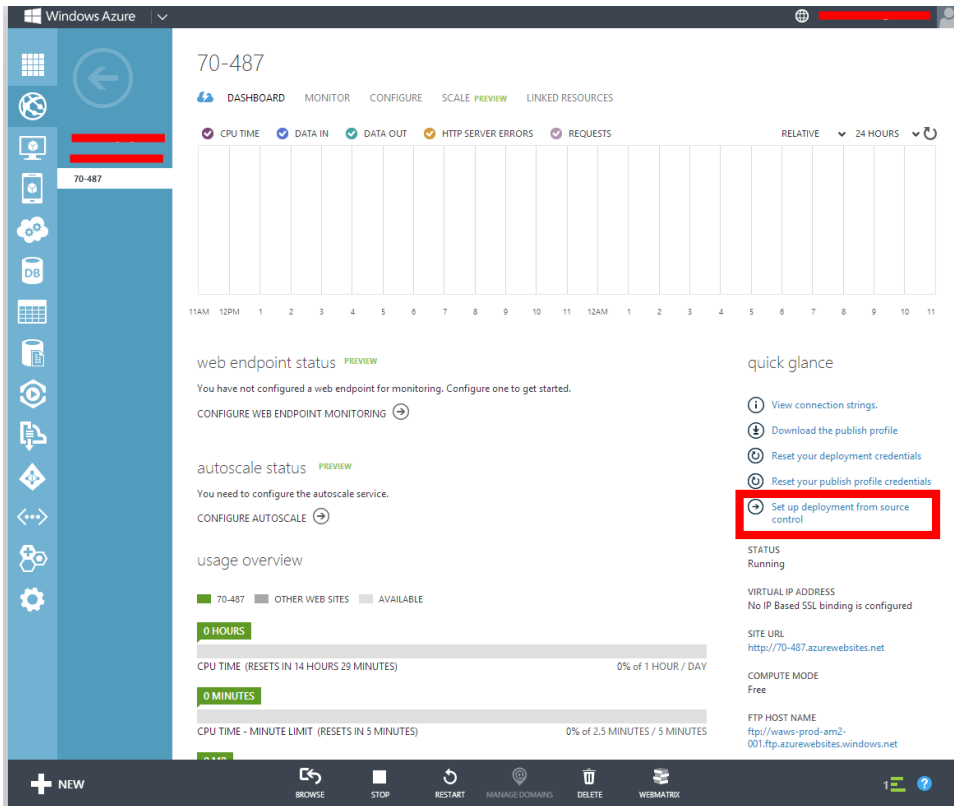 Windows Azure
70-487
DASHBOARD MONITOR CONFIGURE SCALE PREVIEW LINKED RESOURCES
CPU TIME DATA IN DATA OUT HTTP SERVER ERRORS REQUESTS RELATIVE 24 HOURS
70-487
DB
11AM 12PM 1 2 3 4 5 6 7 8 9 10 11 12AM 1 2 3 4 5 6 7 8 9 10 11
web endpoint status PREVIEW
You have not configured a web endpoint for monitoring. Configure one to get started.
CONFIGURE WEB ENDPOINT MONITORING
autoscale status PREVIEW
You need to configure the autoscale service.
CONFIGURE AUTOSCALE
usage overview
70-487 OTHER WEB SITES AVAILABLE
0 HOURS
CPU TIME (RESETS IN 14 HOURS 29 MINUTES) 0% of 1 HOUR / DAY
0 MINUTES
CPU TIME - MINUTE LIMIT (RESETS IN 5 MINUTES) 0% of 2.5 MINUTES / 5 MINUTES
quick glance
View connection strings.
Download the publish profile
Reset your deployment credentials
Reset your publish profile credentials
Set up deployment from source
control
STATUS
Running
VIRTUAL IP ADDRESS
No IP Based SSL binding is configured
SITE URL
http://70-487.azurewebsites.net
COMPUTE MODE
Free
FTP HOST NAME
ftp://waws-prod-am2-
001.ftp.azurewebsites.windows.net
NEW
BROWSE STOP RESTART MANAGE DOMAINS DELETE WEBMATRIX
1 ?